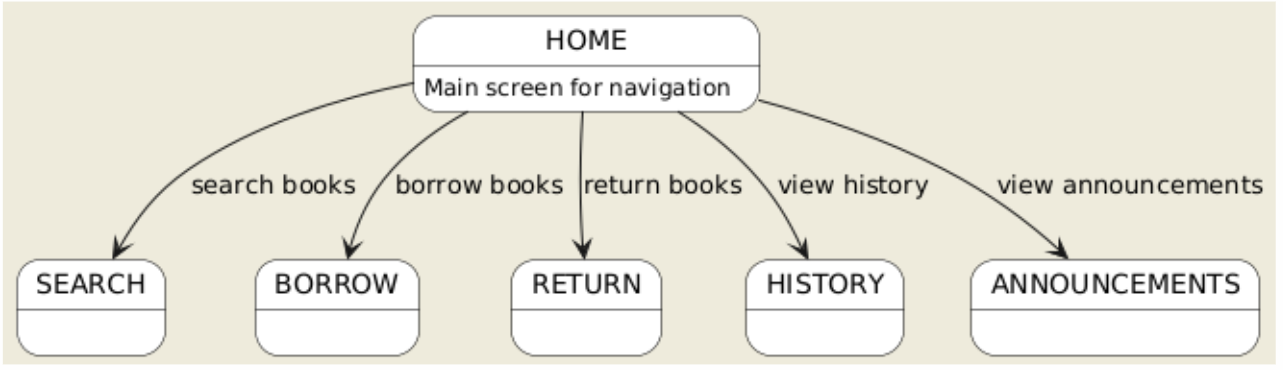 HOME
Main screen for navigation
search books
borrow books
return books
view history
view announcements
SEARCH
BORROW
RETURN
HISTORY
ANNOUNCEMENTS